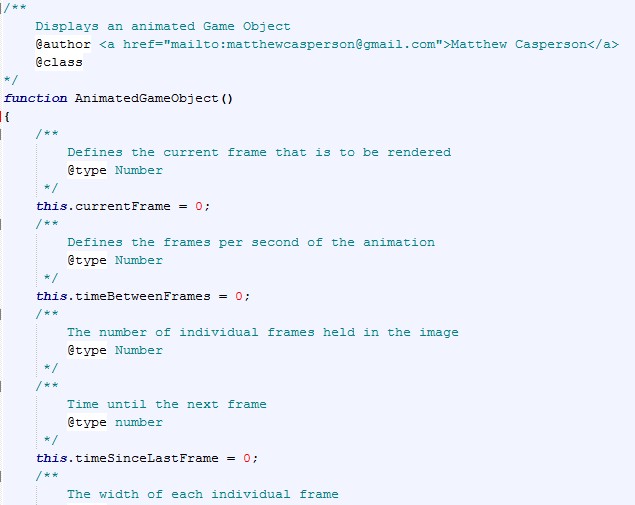 /**
    Displays an animated Game Object
    @author <a href="mailto:matthewcasperson@gmail.com">Matthew Casperson</a>
    @class
*/
function AnimatedGameObject()
{
    /**
        Defines the current frame that is to be rendered
        @type Number
     */
    this.currentFrame = 0;
    /**
        Defines the frames per second of the animation
        @type Number
     */
    this.timeBetweenFrames = 0;
    /**
        The number of individual frames held in the image
        @type Number
     */
    /**
        Time until the next frame
        @type number
     */
    this.timeSinceLastFrame = 0;
    /**
        The width of each individual frame